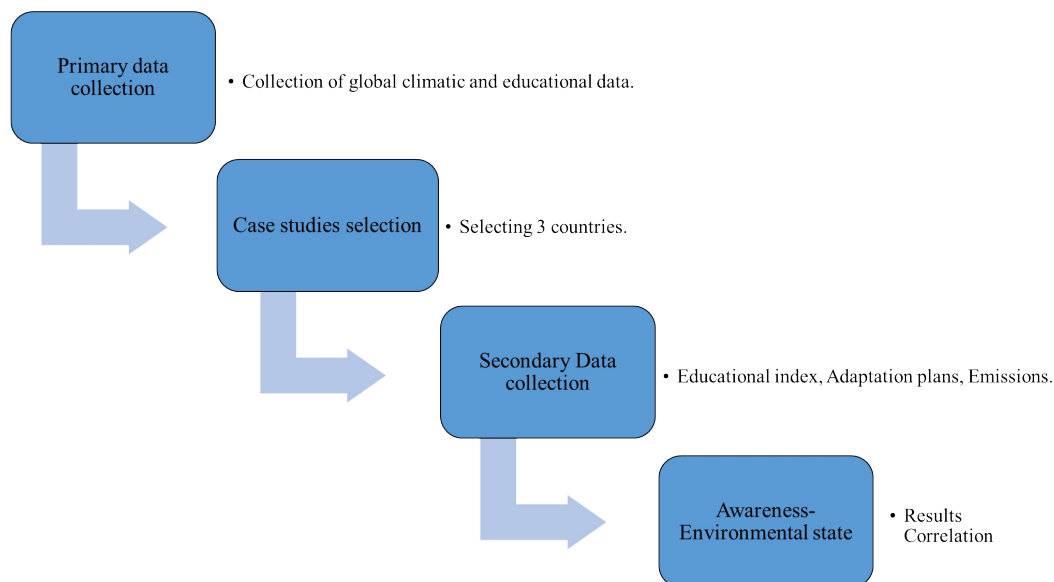 Primary data
collection
• Collection of global climatic and educational data.
Case studies selection
• Selecting 3 countries.
Secondary Data
collection
• Educational index, Adaptation plans, Emissions.
Awareness-
Environmental state
• Results
Correlation